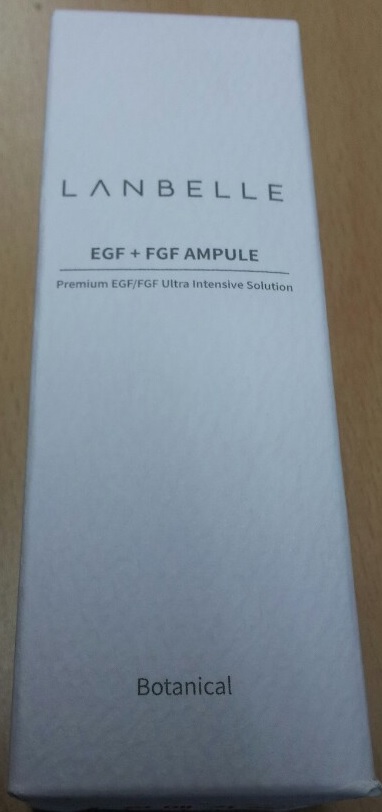 LANBELLE
EGF + FGF AMPULE
Premium EGF/FGF Ultra Intensive Solution
Botanical